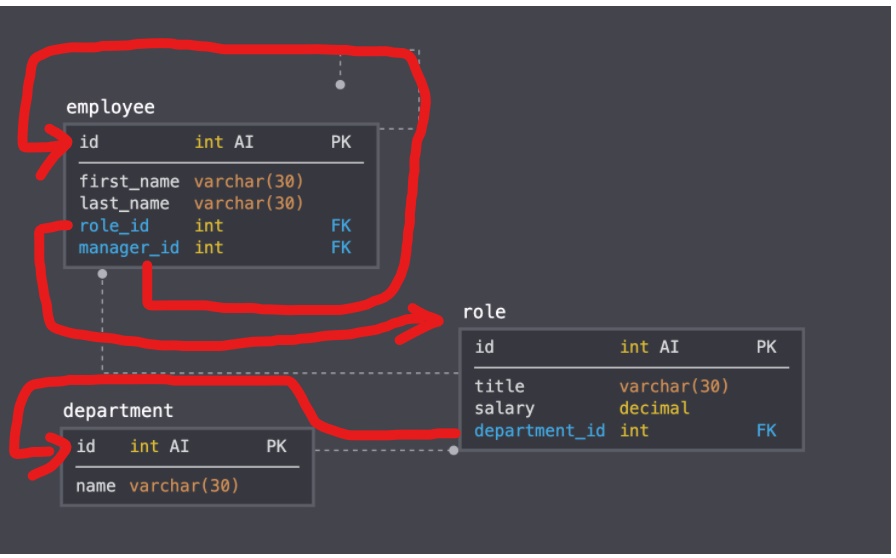 employee
id int AI PK
first_name varchar(30)
last_name varchar(30)
role_id int FK
manager_id int FK
role
id int AI PK
title varchar(30)
salary decimal
department_id int FK
department
id int AI PK
name varchar(30)